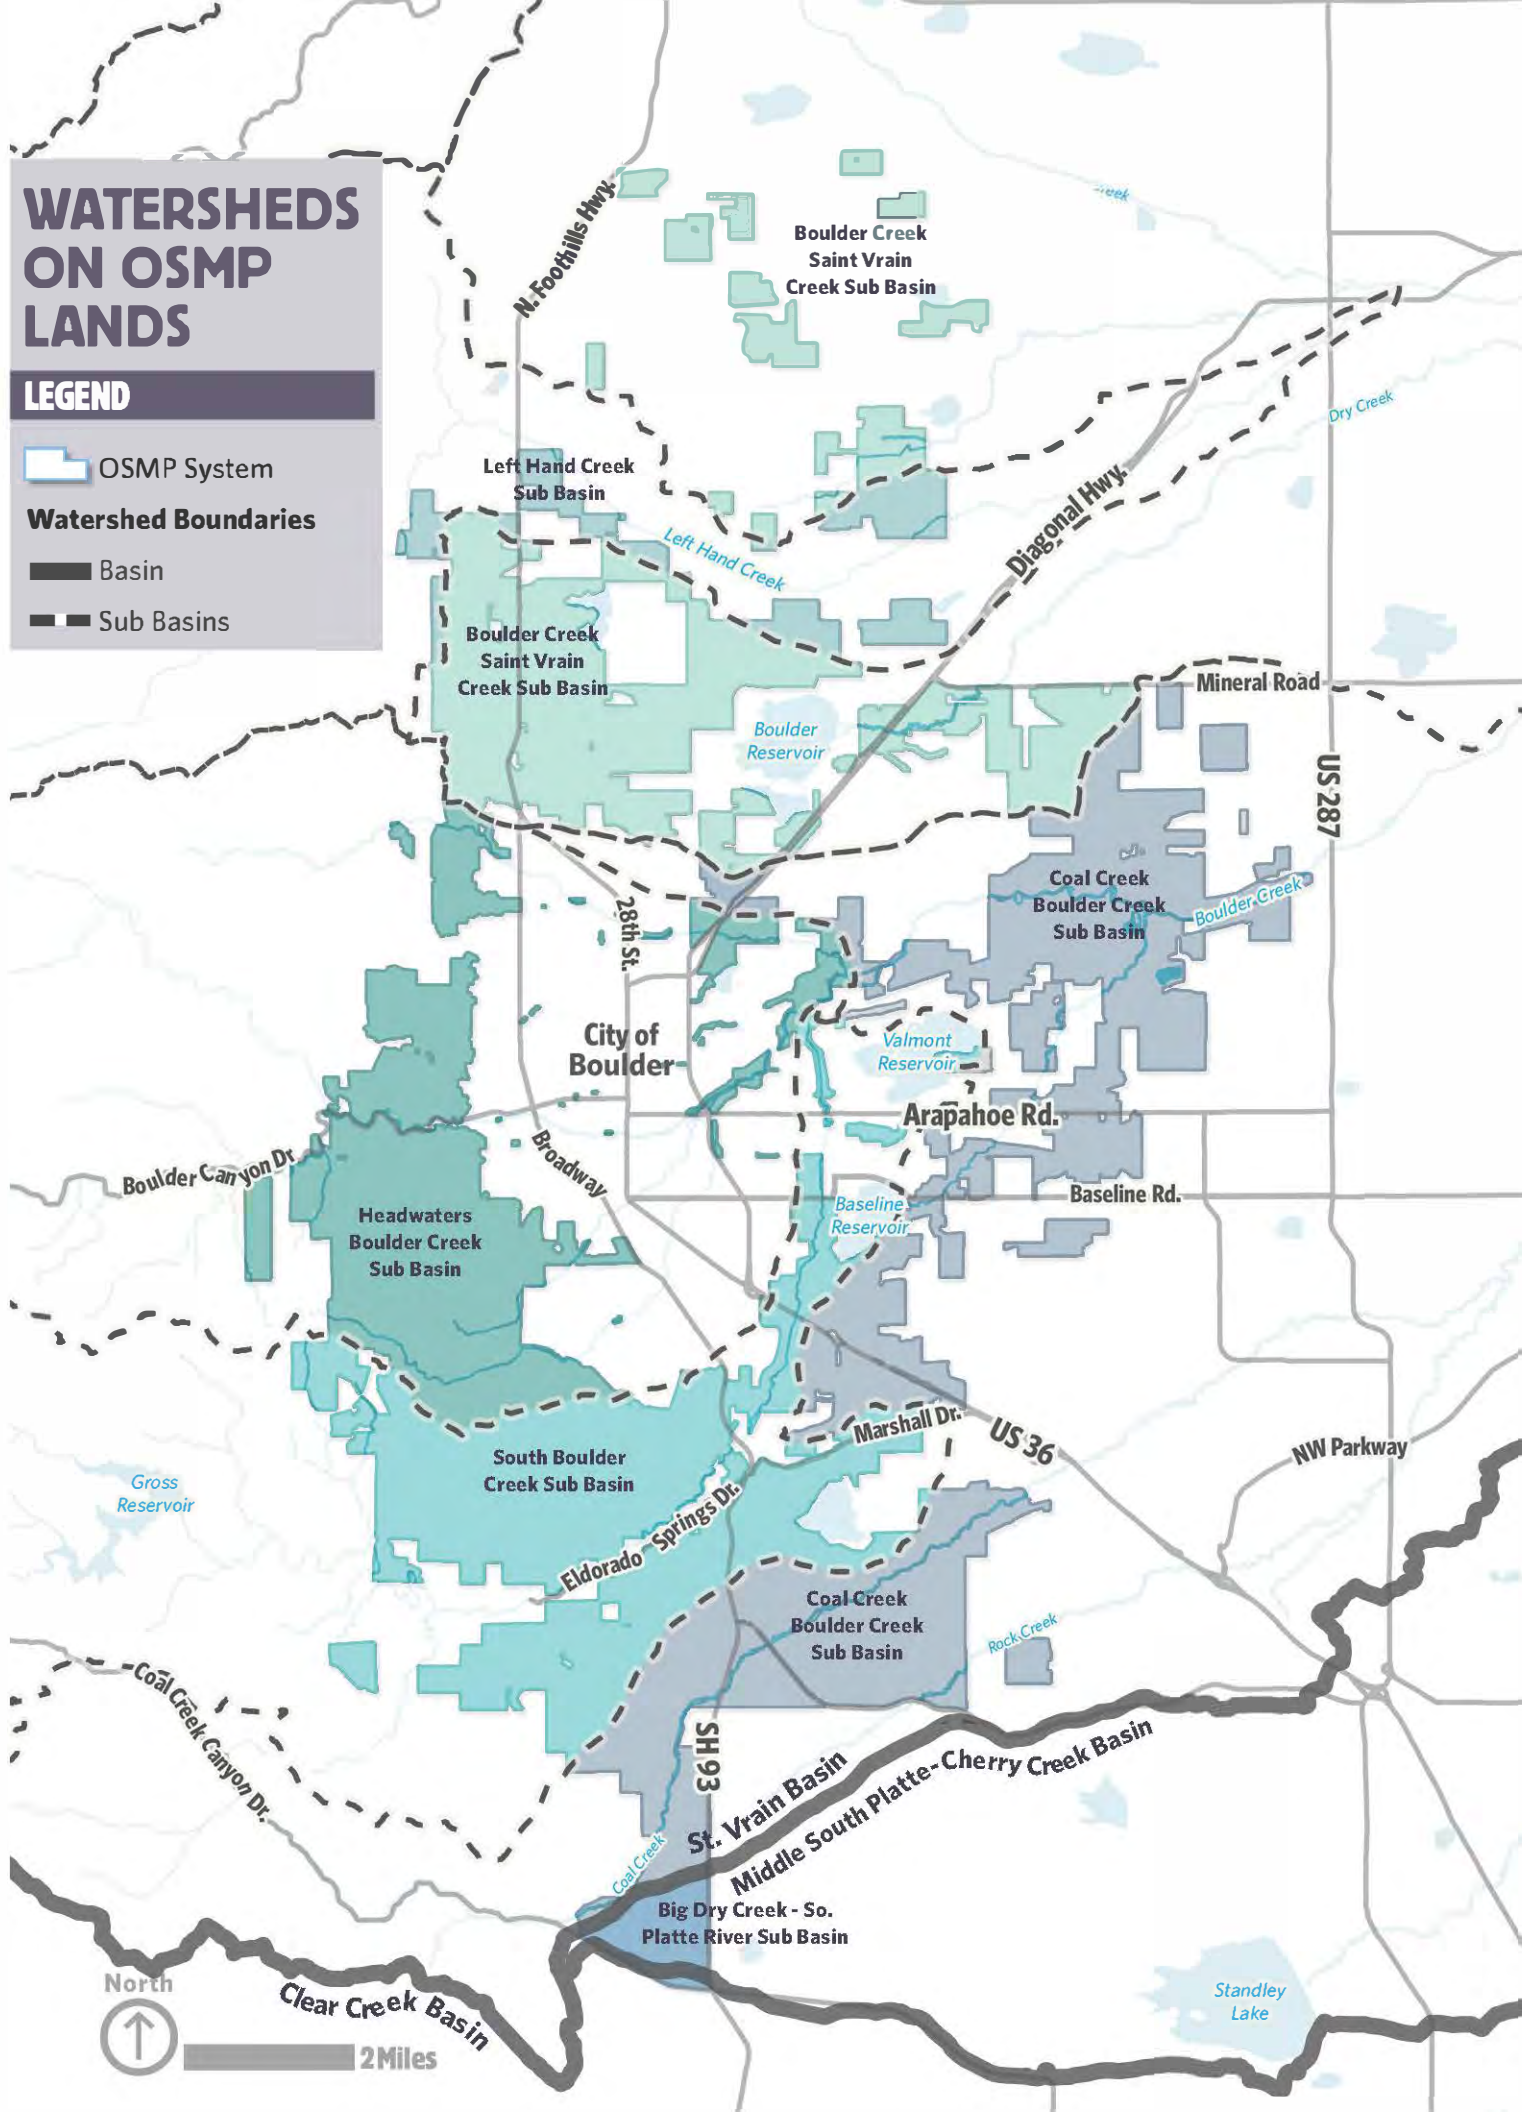 WATERSHEDS
ON OSMP
LANDS
LEGEND
OSMP System
Watershed Boundaries
Basin
Sub Basins
N. Foothills Hwy.
Boulder Creek
Saint Vrain
Creek Sub Basin
Dry Creek
Left Hand Creek
Sub Basin
Left Hand Creek
Diagonal Hwy.
Boulder Creek
Saint Vrain
Creek Sub Basin
Mineral Road
Boulder
Reservoir
US 287
Coal Creek
Boulder Creek
Sub Basin
Boulder Creek
28th St.
City of
Boulder
Valmont
Reservoir
Arapahoe Rd.
Boulder Canyon Dr.
Broadway
Baseline Rd.
Baseline
Reservoir
Headwaters
Boulder Creek
Sub Basin
Marshall Dr.
US 36
NW Parkway
South Boulder
Creek Sub Basin
Gross
Reservoir
Eldorado Springs Dr.
Coal Creek
Boulder Creek
Sub Basin
Rock Creek
Coal Creek Canyon Dr.
SH 93
St. Vrain Basin
Middle South Platte-Cherry Creek Basin
Coal Creek
Big Dry Creek - So.
Platte River Sub Basin
Clear Creek Basin
Standley
Lake
North
2 Miles